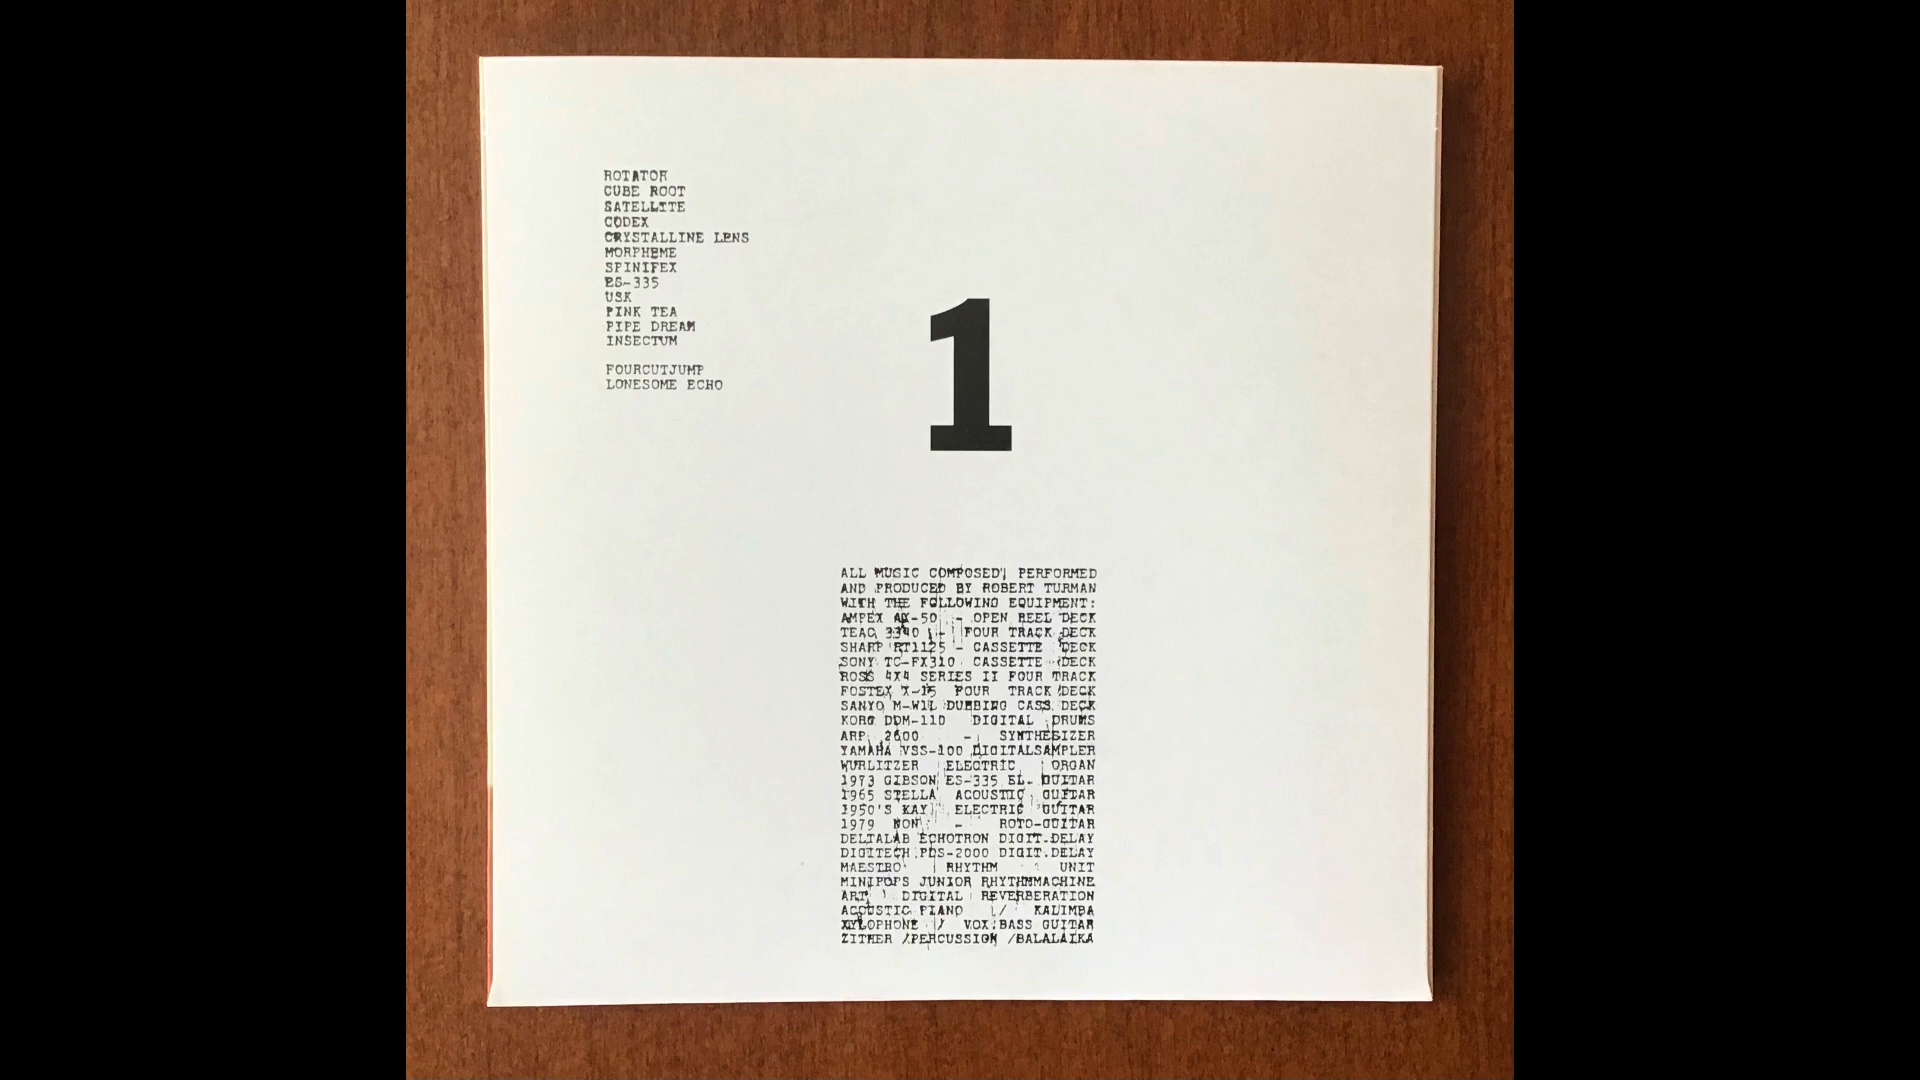 ROTATOR
CUBE ROOT
SATELLITE
CODEX
CRYSTALLINE LENS
MORPHEME
SPINIFEX
ES-335
USK
PINK TEA
PIPE DREAM
INSECTUM
FOURCUTJUMP
LONESOME ECHO
1
ALL MUSIC COMPOSED, PERFORMED
AND PRODUCED BY ROBERT TURMAN
WITH THE FOLLOWING EQUIPMENT:
AMPEX AX-50 - OPEN REEL DECK
TEAC 3340 - FOUR TRACK DECK
SHARP RT1125 - CASSETTE DECK
SONY TC-FX310 CASSETTE DECK
ROSS 4X4 SERIES II FOUR TRACK
FOSTEX X-15 FOUR TRACK DECK
SANYO M-W1L DUBBING CASS DECK
KORG DDM-110 DIGITAL DRUMS
ARP 2600 - SYNTHESIZER
YAMAHA VSS-100 DIGITALSAMPLER
WURLITZER ELECTRIC ORGAN
1973 GIBSON ES-335 EL. GUITAR
1965 STELLA ACOUSTIC GUITAR
1950'S KAY ELECTRIC GUITAR
1979 NON - ROTO-GUITAR
DELTALAB ECHOTRON DIGIT.DELAY
DIGITECH PDS-2000 DIGIT.DELAY
MAESTRO RHYTHM UNIT
MINIPOPS JUNIOR RHYTHMMACHINE
ART DIGITAL REVERBERATION
ACOUSTIC PIANO / KALIMBA
XYLOPHONE / VOX BASS GUITAR
ZITHER /PERCUSSION /BALALAIKA